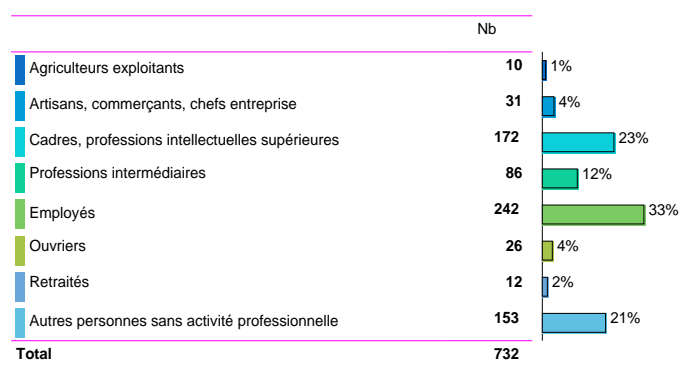 Nb
Agriculteurs exploitants 10 1%
Artisans, commerçants, chefs entreprise 31 4%
Cadres, professions intellectuelles supérieures 172 23%
Professions intermédiaires 86 12%
Employés 242 33%
Ouvriers 26 4%
Retraités 12 2%
Autres personnes sans activité professionnelle 153 21%
Total 732